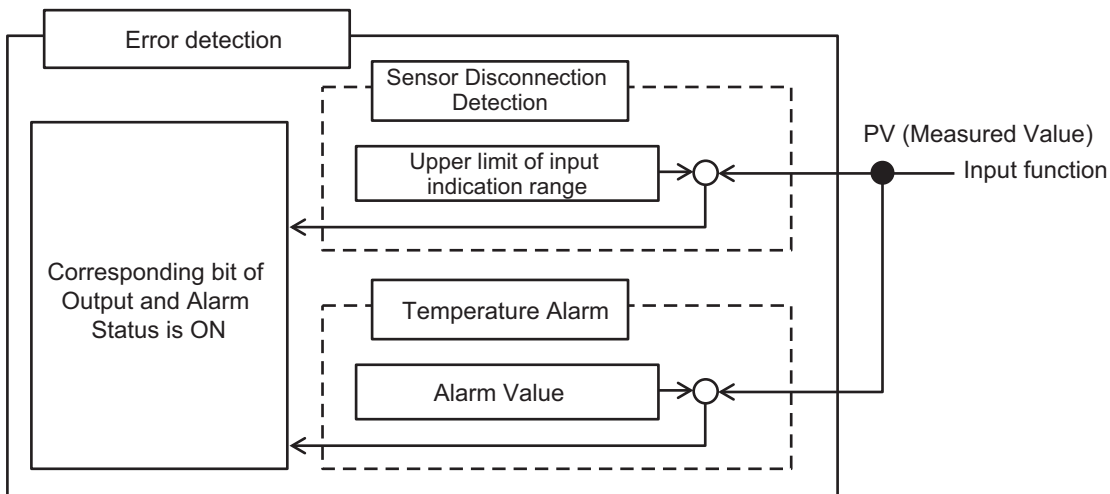 Error detection
Sensor Disconnection
Detection
PV (Measured Value)
Upper limit of input
indication range
Input function
Corresponding bit of
Output and Alarm
Status is ON
Temperature Alarm
Alarm Value